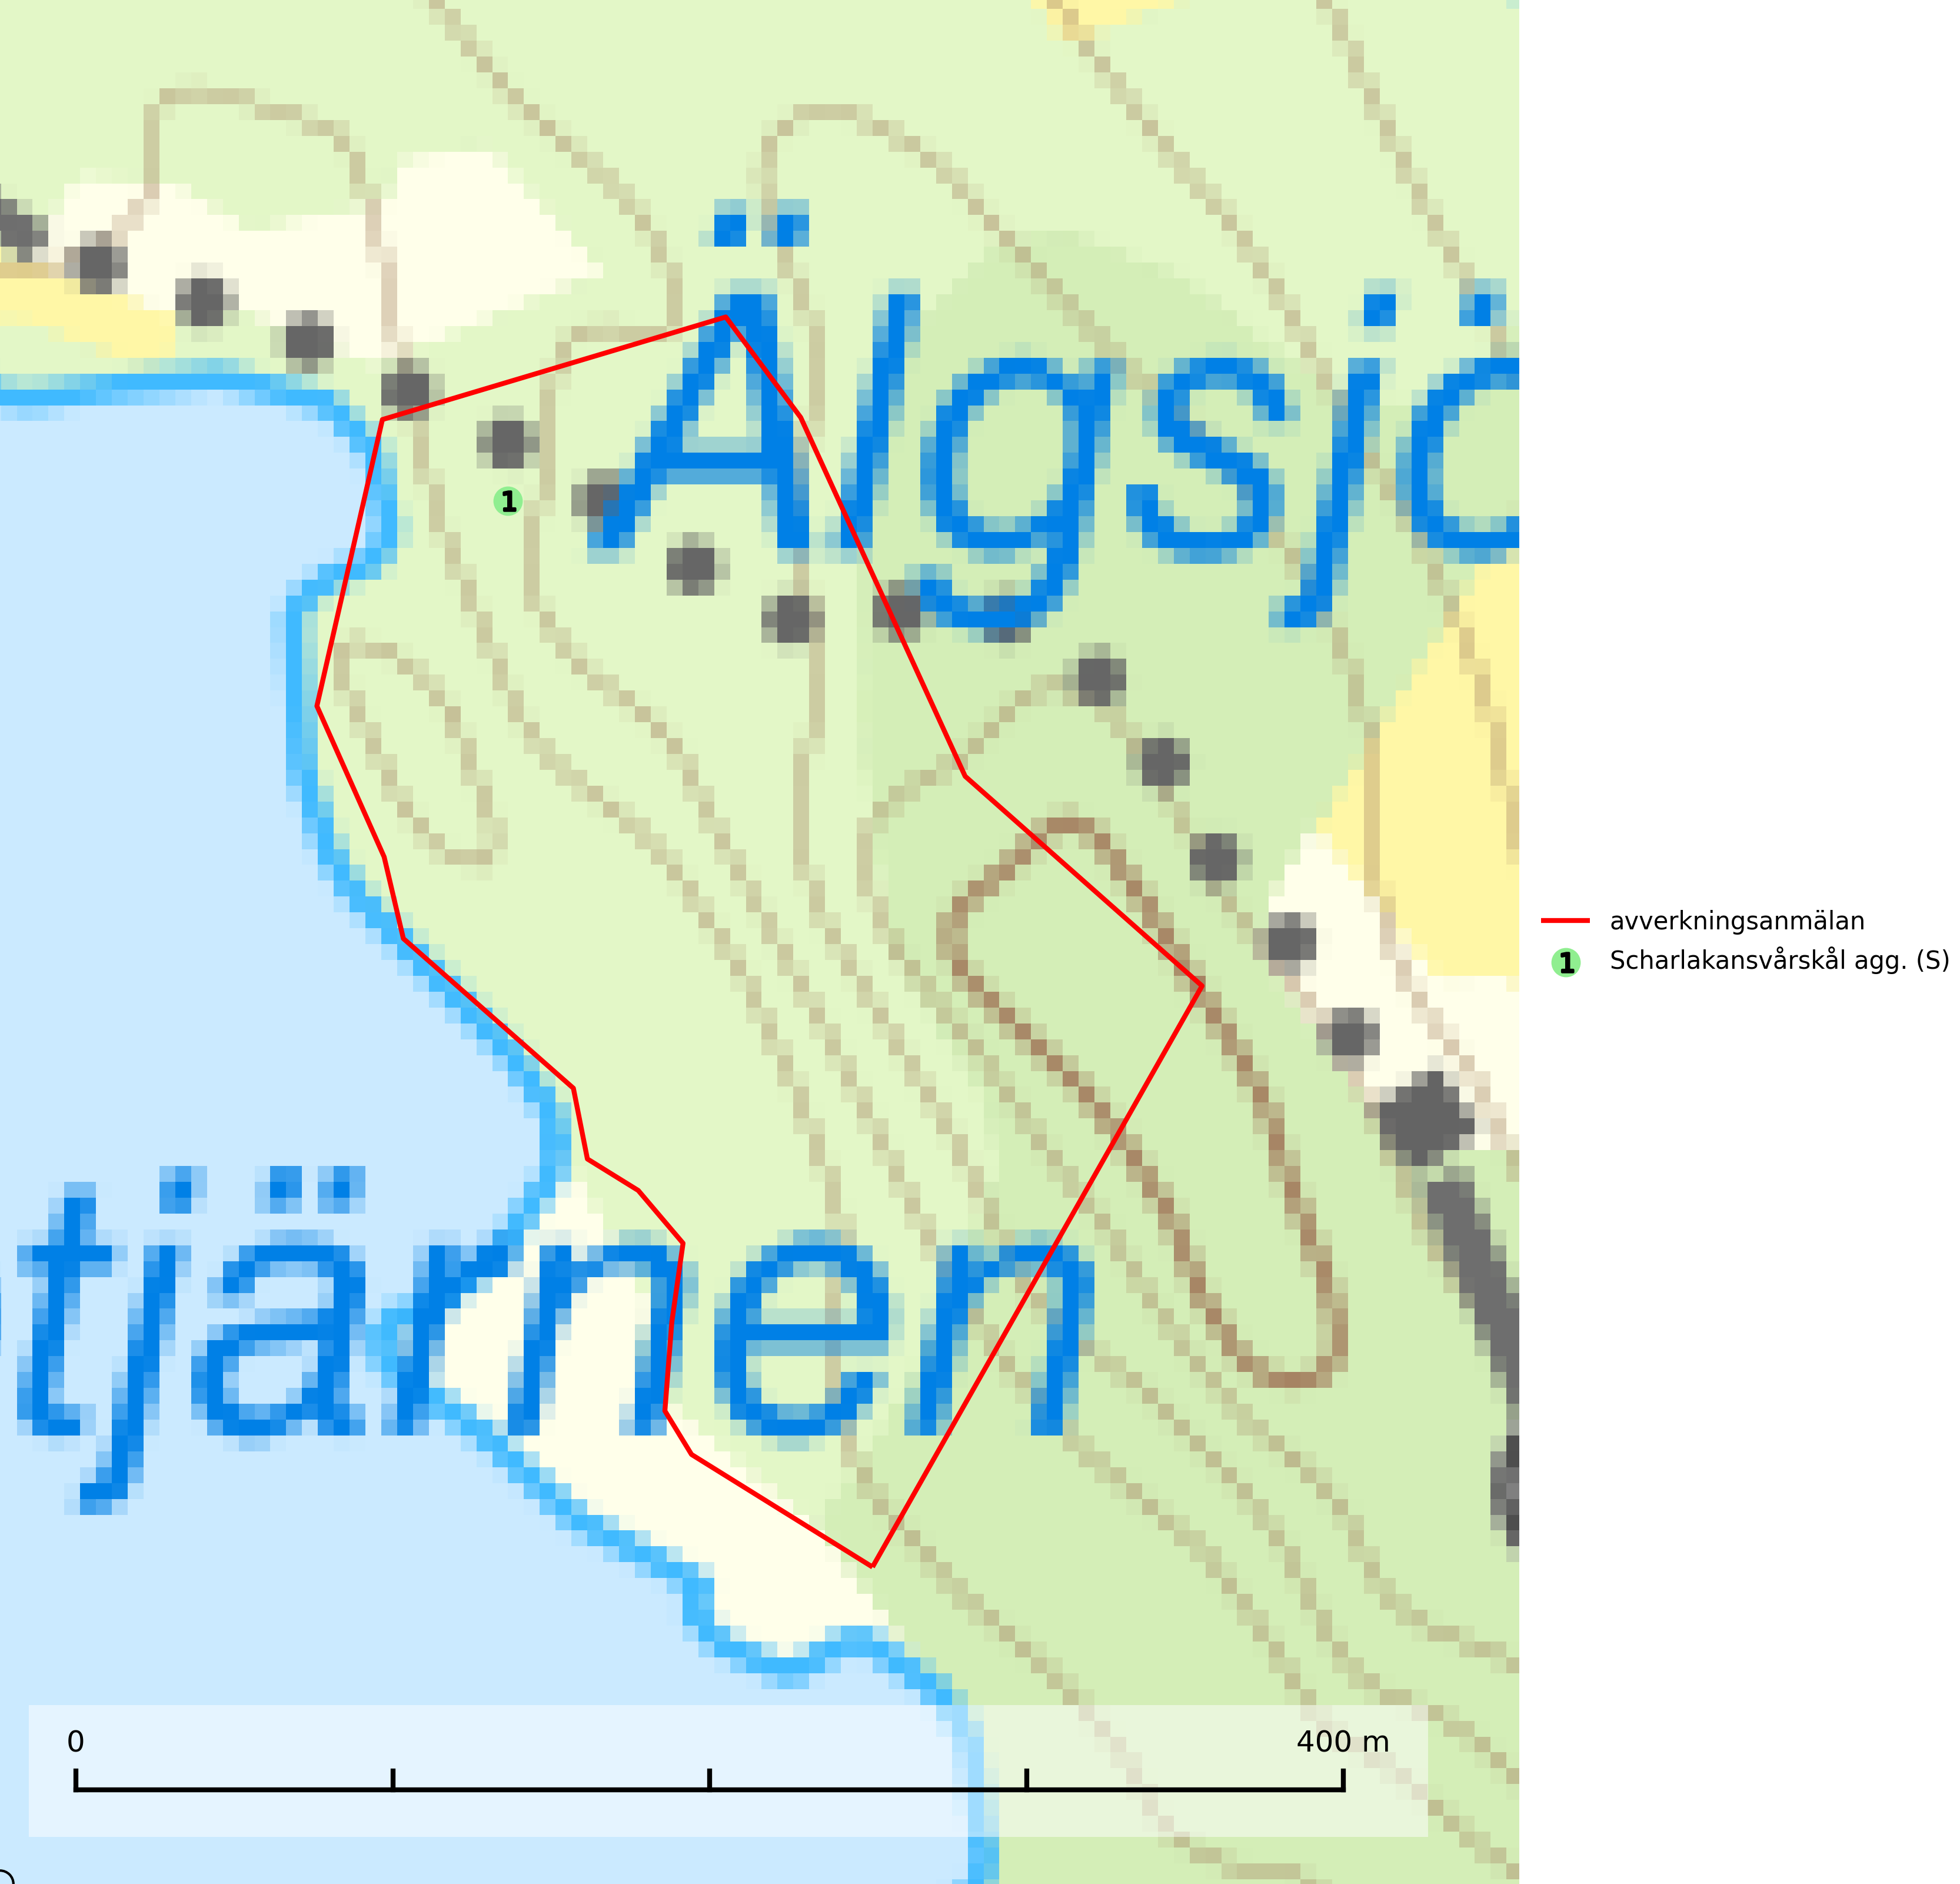 Älgsjö
tjärnen
1
avverkningsanmälan
1 Scharlakansvårskål agg. (S)
0 400 m